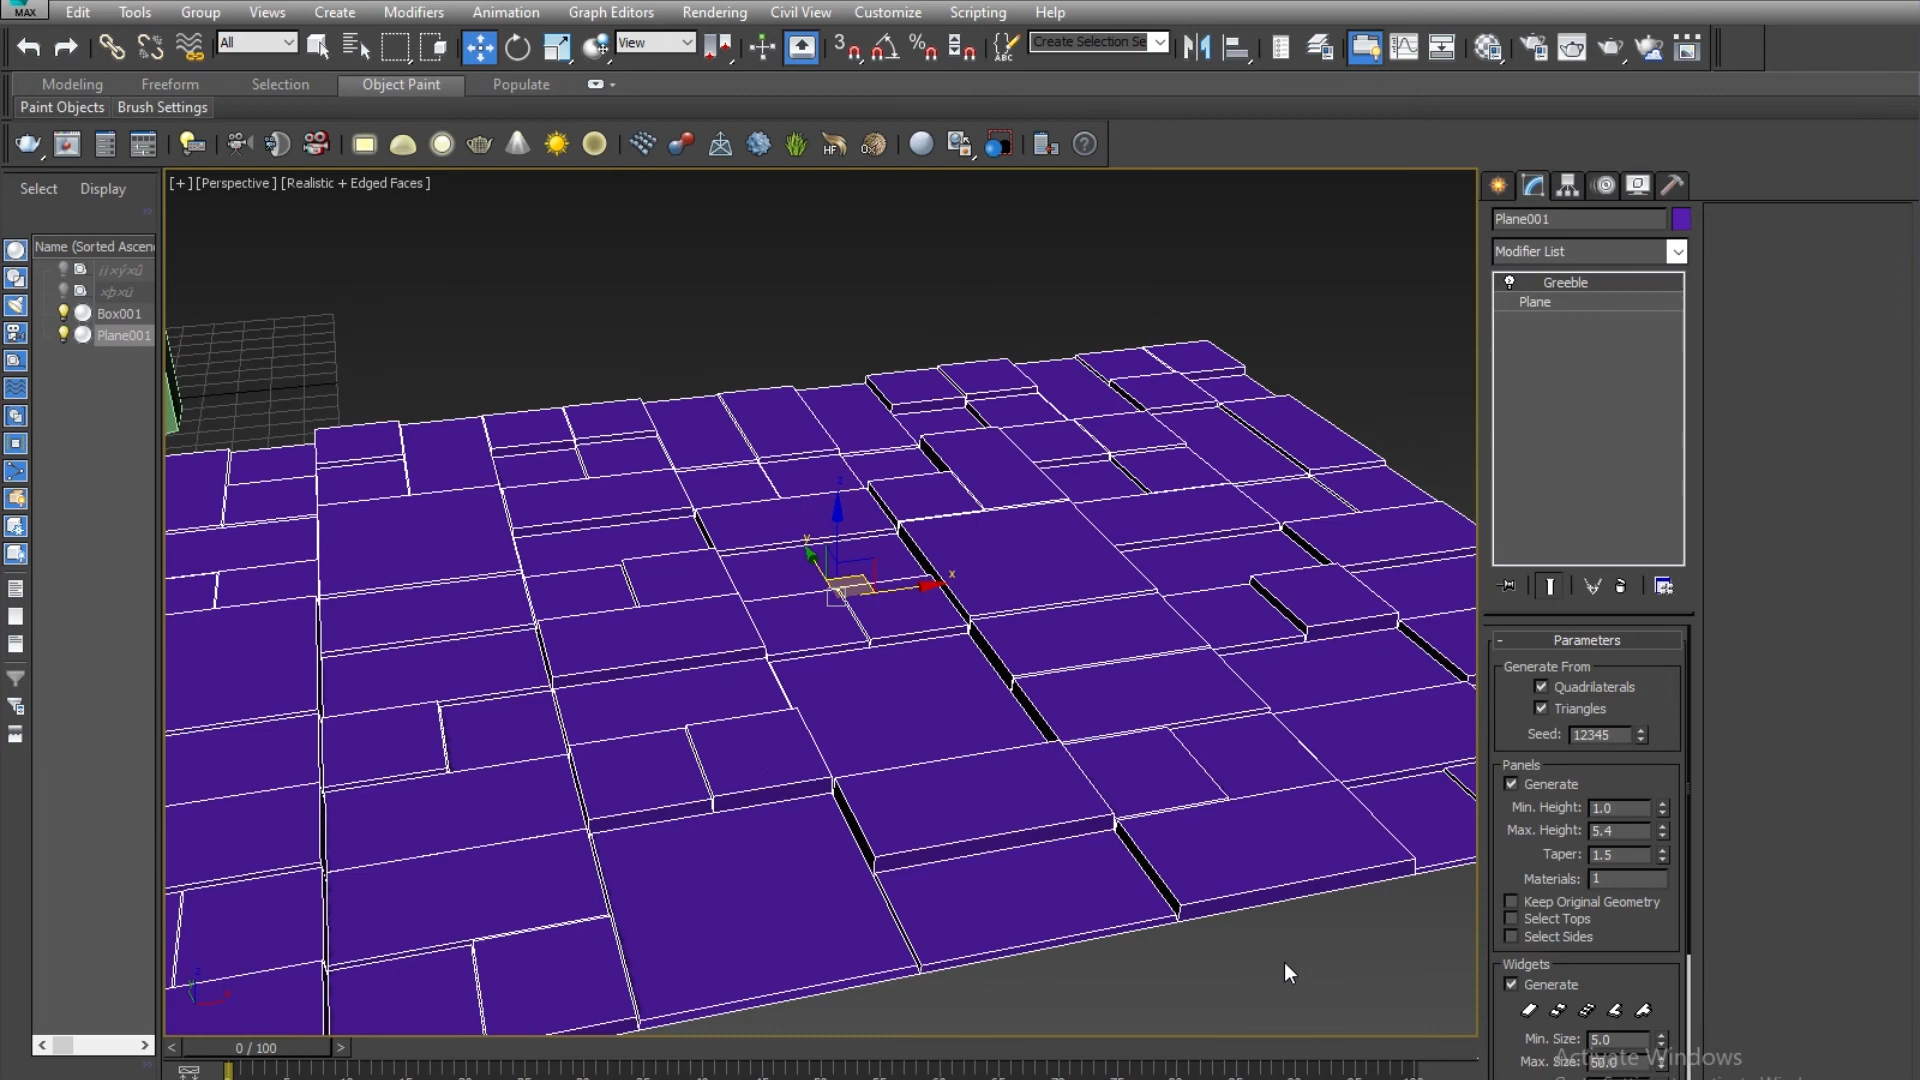 MAX Edit Tools Group Views Create Modifiers Animation Graph Editors Rendering Civil View Customize Scripting Help
All View Create Selection Se
ABC
Modeling Freeform Selection Object Paint Populate
Paint Objects Brush Settings
HF OX
Select Display
[+] [Perspective] [Realistic + Edged Faces]
Plane001
Name (Sorted Ascen
Modifier List
Box001
Plane001
Greeble
Plane
z
y
x
Parameters
Generate From
Quadrilaterals
Triangles
Seed: 12345
Panels
Generate
Min. Height: 1.0
Max. Height: 5.4
Taper: 1.5
Materials: 1
Keep Original Geometry
Select Tops
Select Sides
Widgets
Generate
Min. Size: 5.0
Max. Size: 50.0
Activate Windows
0 / 100